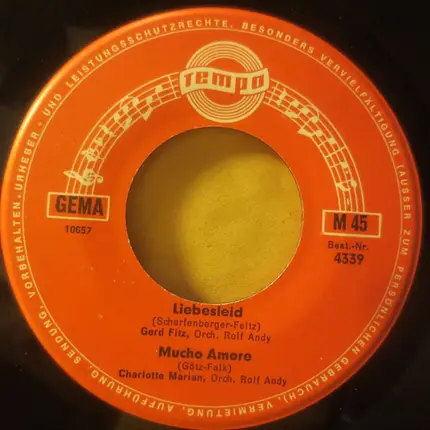 URHEBER- UND LEISTUNGSSCHUTZRECHTE, BESONDERS VERVIELFÄLTIGUNG (AUSSER ZUM PERSÖNLICHEN GEBRAUCH), VERMIETUNG, AUFFÜHRUNG, SENDUNG, VORBEHALTEN.
Tempo
GEMA
10657
M 45
Best.-Nr.
4339
Liebesleid
(Scharfenberger-Feltz)
Gerd Fitz, Orch. Rolf Andy
Mucho Amore
(Götz-Falk)
Charlotte Marian, Orch. Rolf Andy